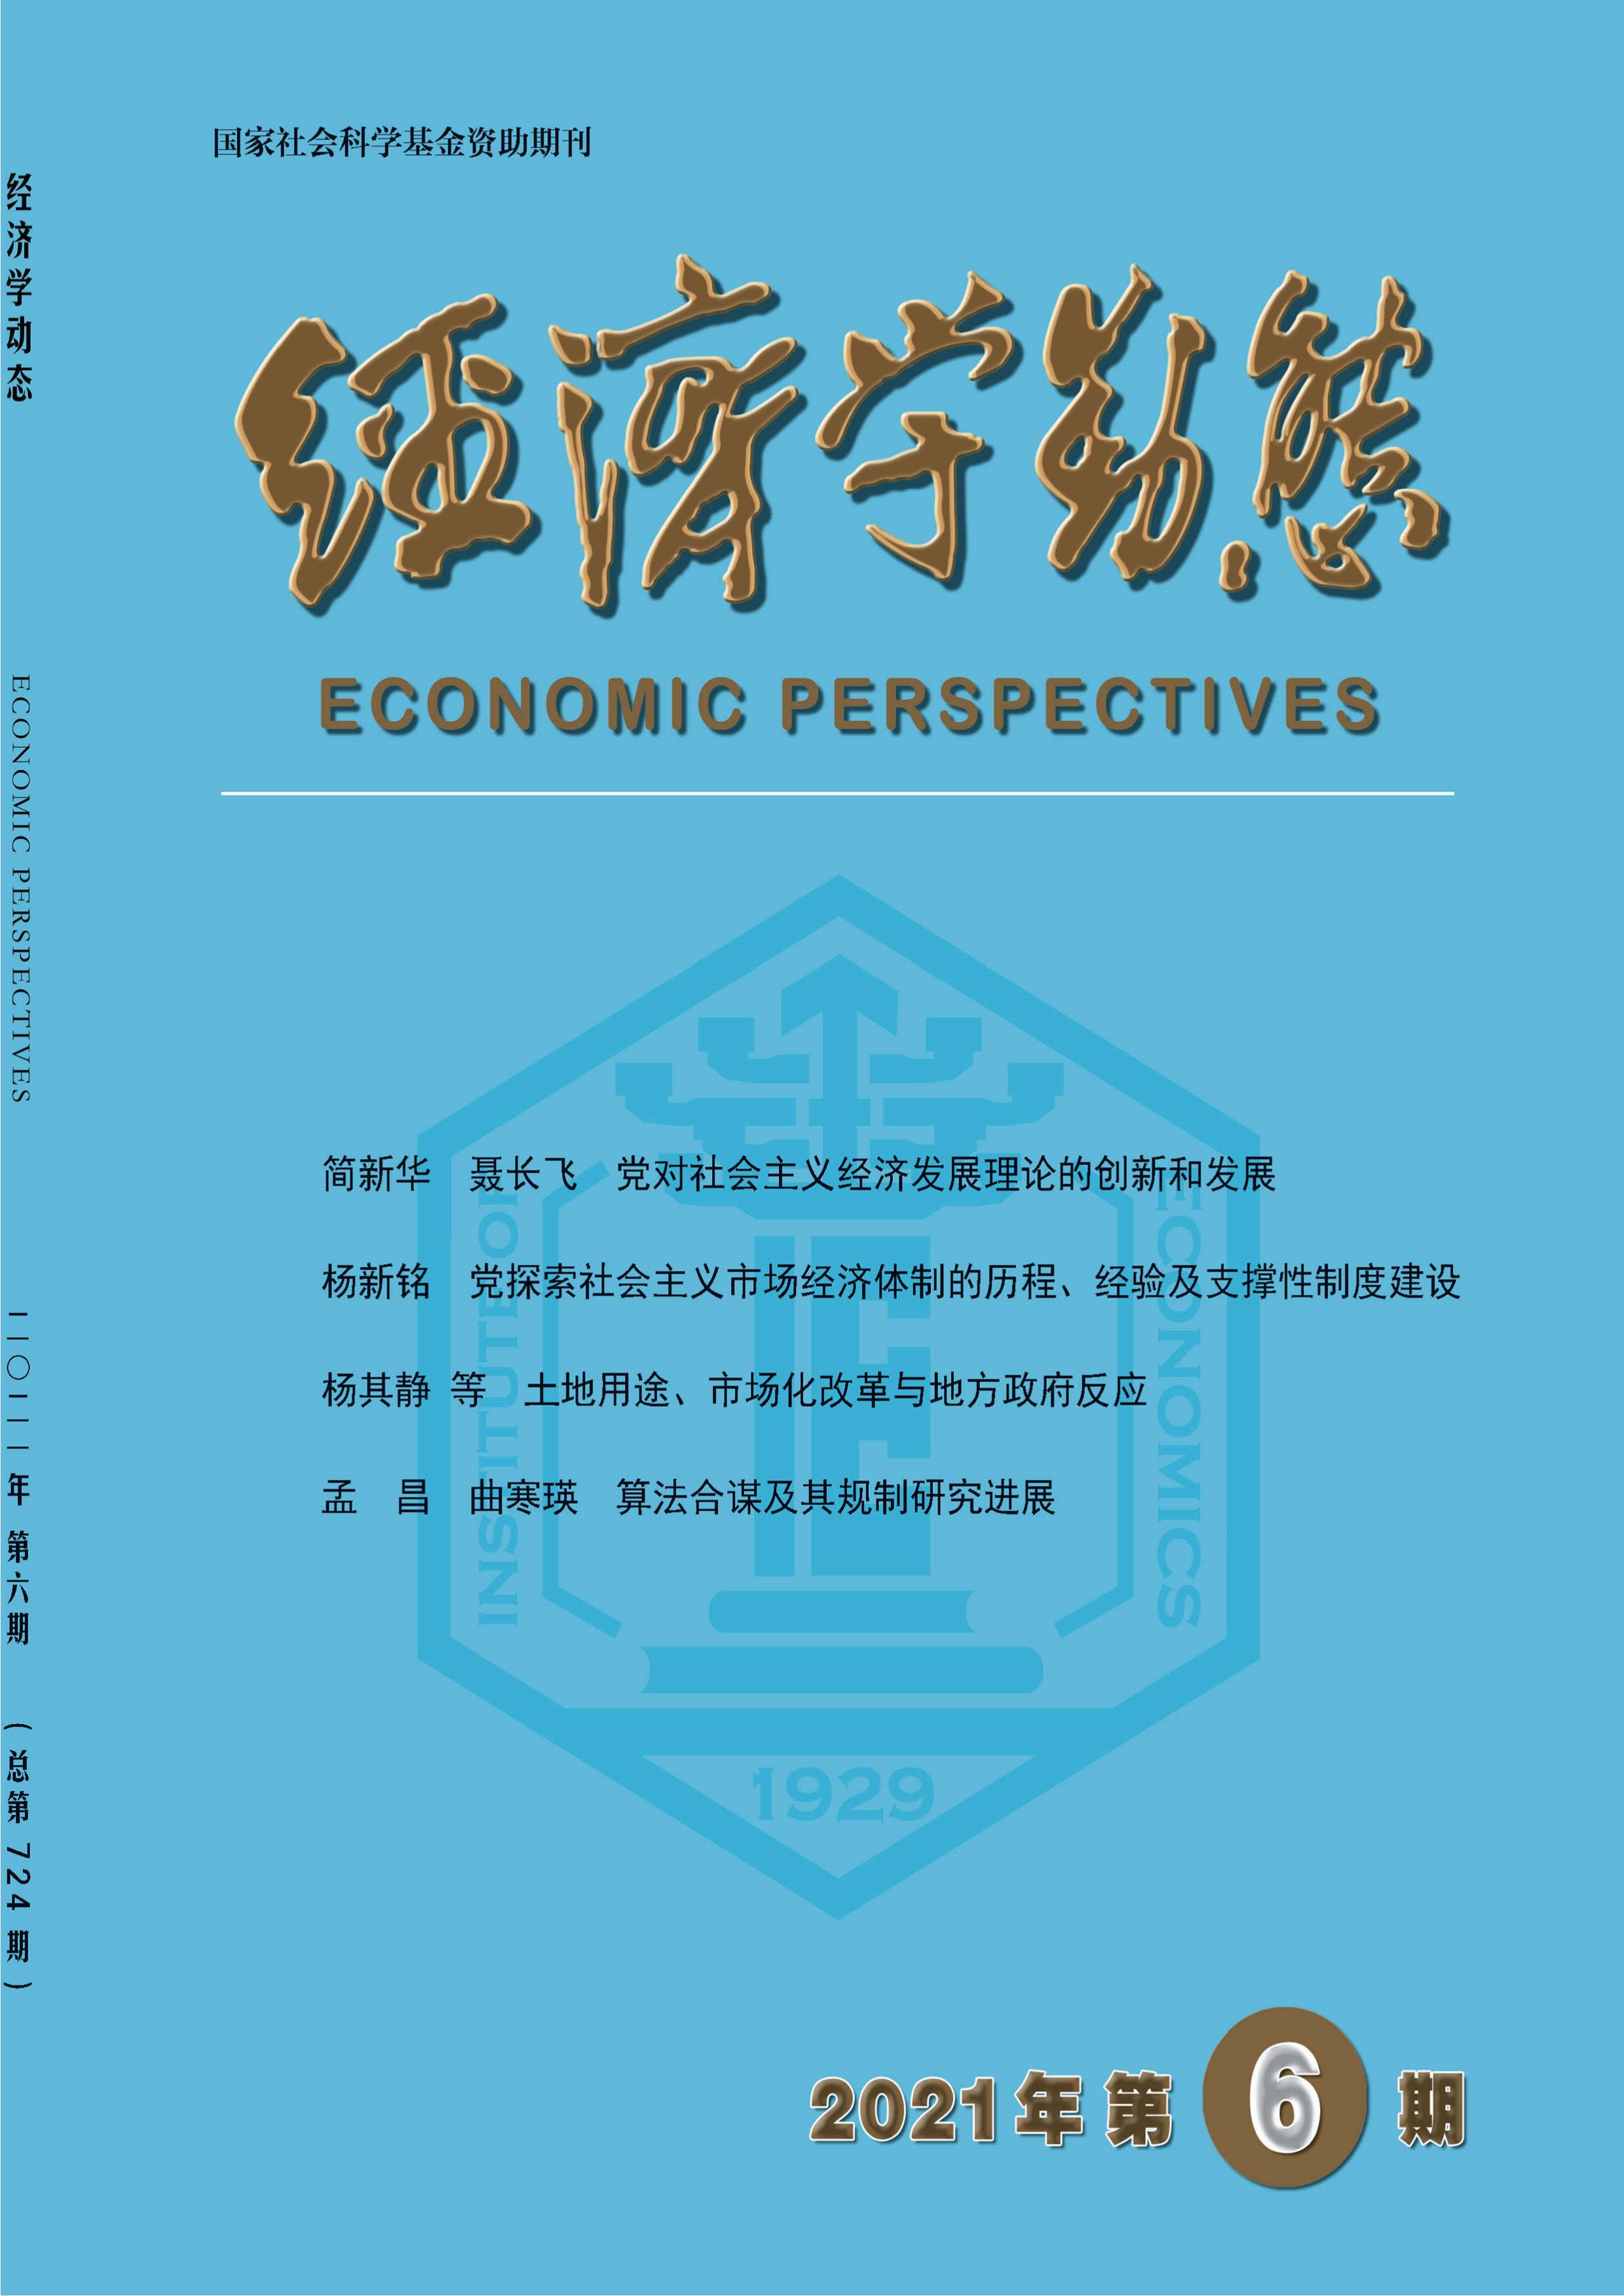 国家社会科学基金资助期刊
經濟学動態
ECONOMIC PERSPECTIVES
简新华 聂长飞 党对社会主义经济发展理论的创新和发展
杨新铭 党探索社会主义市场经济体制的历程、经验及支撑性制度建设
杨其静 等 土地用途、市场化改革与地方政府反应
孟 昌 曲寒瑛 算法合谋及其规制研究进展
INSTITUTE OF
ECONOMICS
1929
2021年第6期
经济学动态
ECONOMIC PERSPECTIVES
二〇二一年第六期
(总第724期)